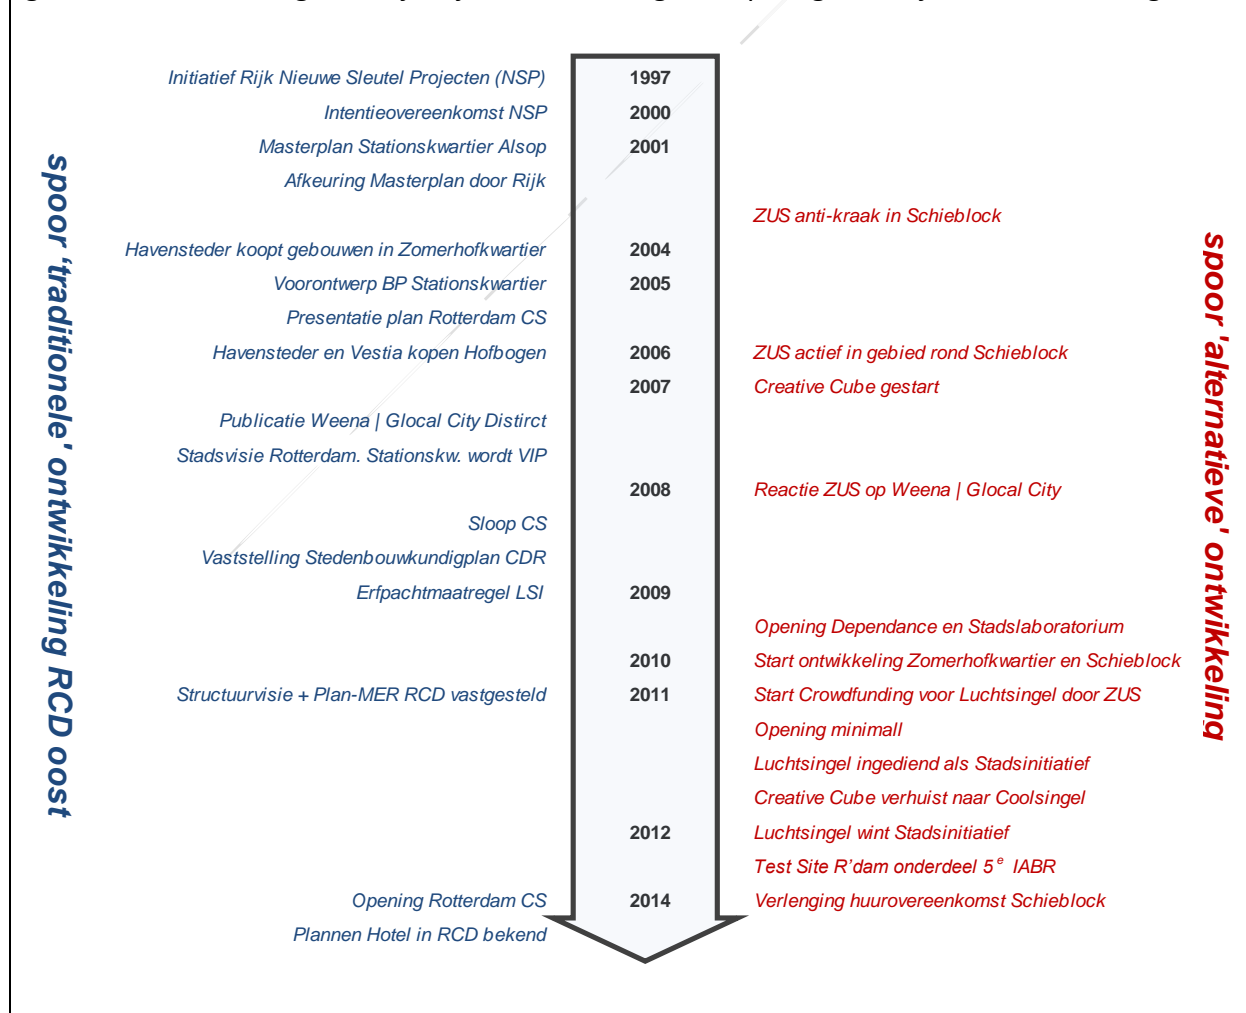 spoor ‘traditionele' ontwikkeling RCD oost
Initiatief Rijk Nieuwe Sleutel Projecten (NSP) 1997
Intentieovereenkomst NSP 2000
Masterplan Stationskwartier Alsop 2001
Afkeuring Masterplan door Rijk
ZUS anti-kraak in Schieblock
Havensteder koopt gebouwen in Zomerhofkwartier 2004
Voorontwerp BP Stationskwartier 2005
Presentatie plan Rotterdam CS
Havensteder en Vestia kopen Hofbogen 2006 ZUS actief in gebied rond Schieblock
2007 Creative Cube gestart
Publicatie Weena | Glocal City Distirct
Stadsvisie Rotterdam. Stationskw. wordt VIP
2008 Reactie ZUS op Weena | Glocal City
Sloop CS
Vaststelling Stedenbouwkundigplan CDR
Erfpachtmaatregel LSI 2009
Opening Dependance en Stadslaboratorium
2010 Start ontwikkeling Zomerhofkwartier en Schieblock
Structuurvisie + Plan-MER RCD vastgesteld 2011 Start Crowdfunding voor Luchtsingel door ZUS
Opening minimall
Luchtsingel ingediend als Stadsinitiatief
Creative Cube verhuist naar Coolsingel
2012 Luchtsingel wint Stadsinitiatief
Test Site R’dam onderdeel 5e IABR
Opening Rotterdam CS 2014 Verlenging huurovereenkomst Schieblock
Plannen Hotel in RCD bekend
spoor 'alternatieve' ontwikkeling